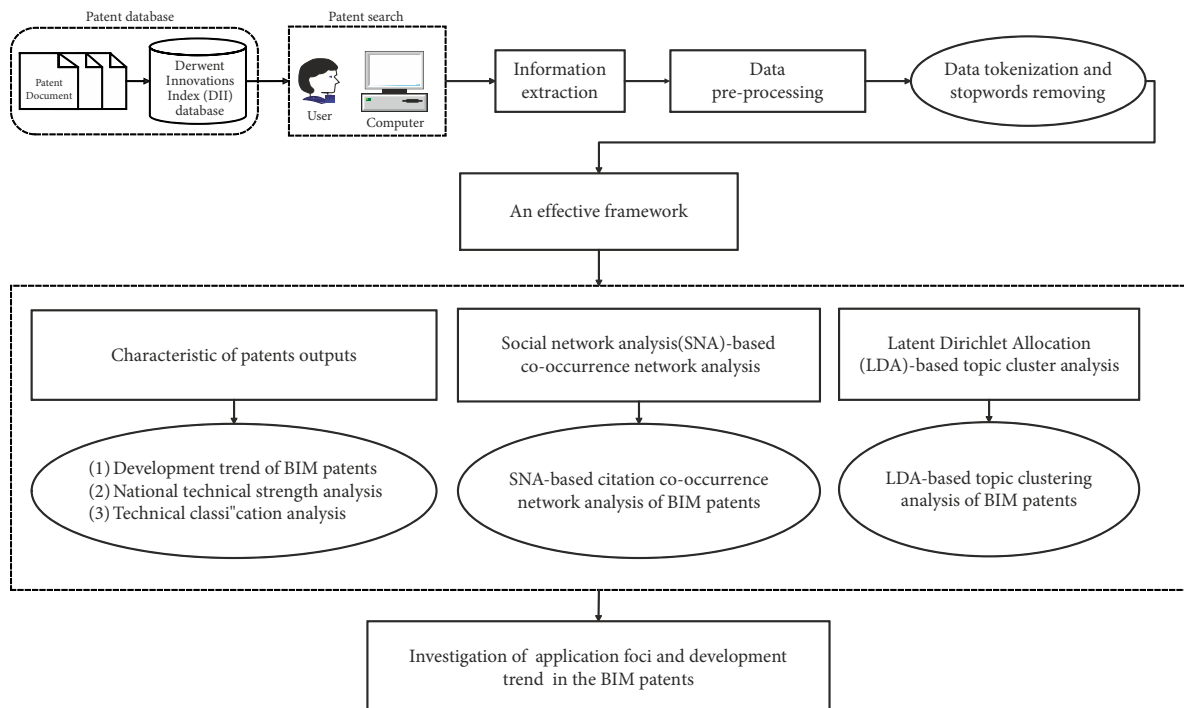 Patent database
Patent search
Patent
Document
Derwent
Innovations
Index (DII)
database
User
Computer
Information
extraction
Data
pre-processing
Data tokenization and
stopwords removing
An effective framework
Characteristic of patents outputs
Social network analysis(SNA)-based
co-occurrence network analysis
Latent Dirichlet Allocation
(LDA)-based topic cluster analysis
(1) Development trend of BIM patents
(2) National technical strength analysis
(3) Technical classi"cation analysis
SNA-based citation co-occurrence
network analysis of BIM patents
LDA-based topic clustering
analysis of BIM patents
Investigation of application foci and development
trend in the BIM patents